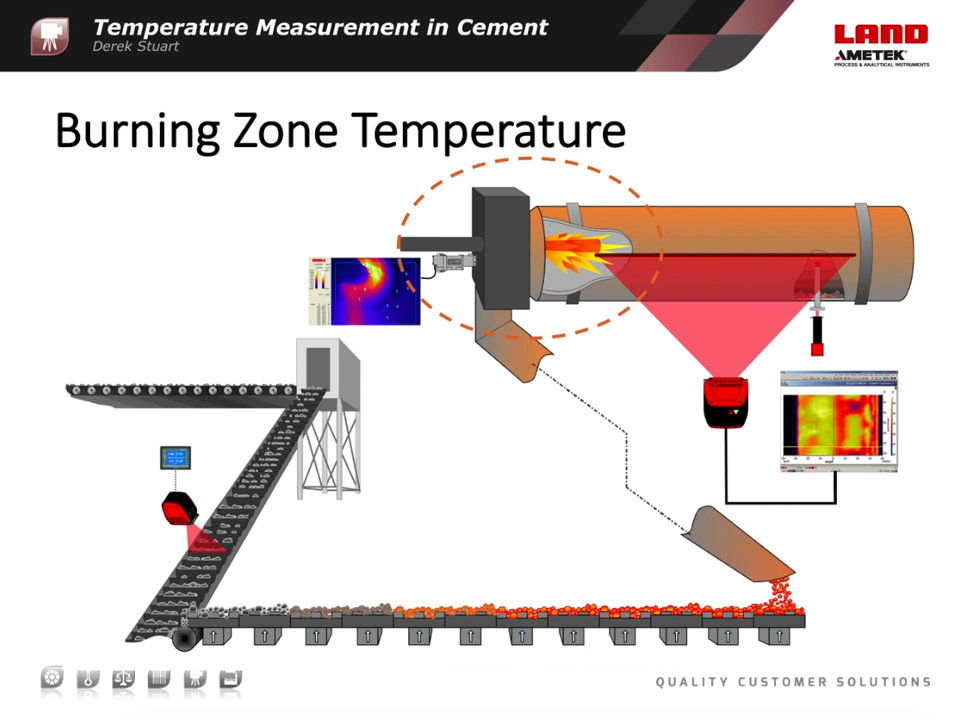 Temperature Measurement in Cement
Derek Stuart
LAND
AMETEK®
PROCESS & ANALYTICAL INSTRUMENTS
Burning Zone Temperature
QUALITY CUSTOMER SOLUTIONS